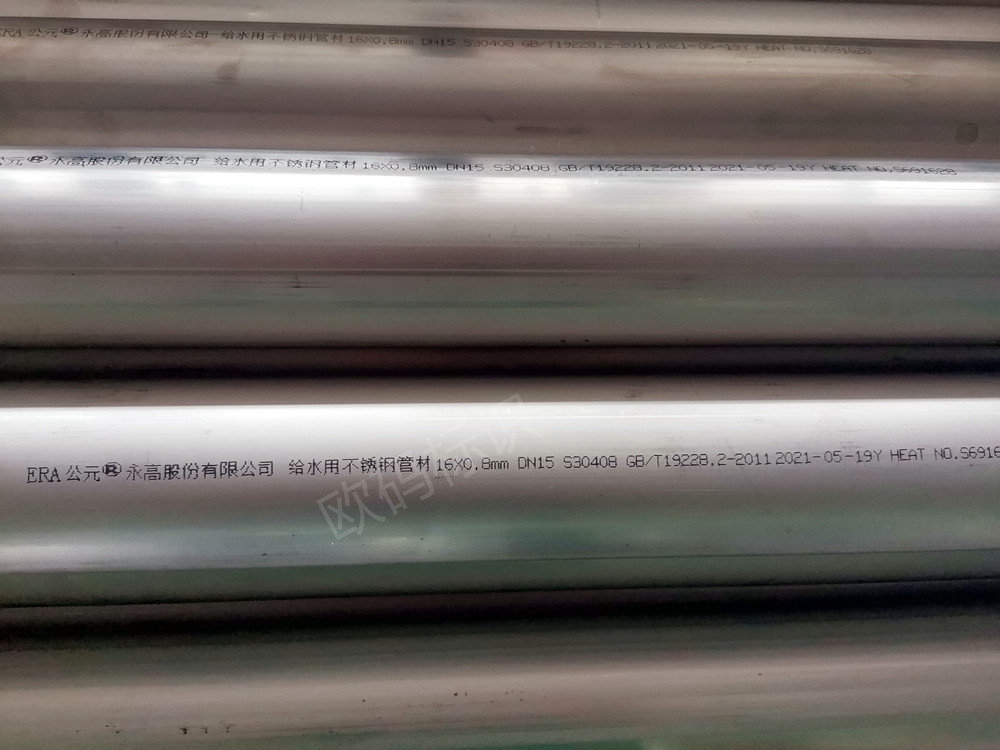 ERA 公元® 永高股份有限公司 给水用不锈钢管材 16X0.8mm DN15 S30408 GB/T19228.2-2011 2021-05-19Y HEAT NO.S691628
公元® 永高股份有限公司 给水用不锈钢管材 16X0.8mm DN15 S30408 GB/T19228.2-2011 2021-05-19Y HEAT NO.S691628
ERA 公元® 永高股份有限公司 给水用不锈钢管材 16X0.8mm DN15 S30408 GB/T19228.2-2011 2021-05-19Y HEAT NO.S6916
欧码标识